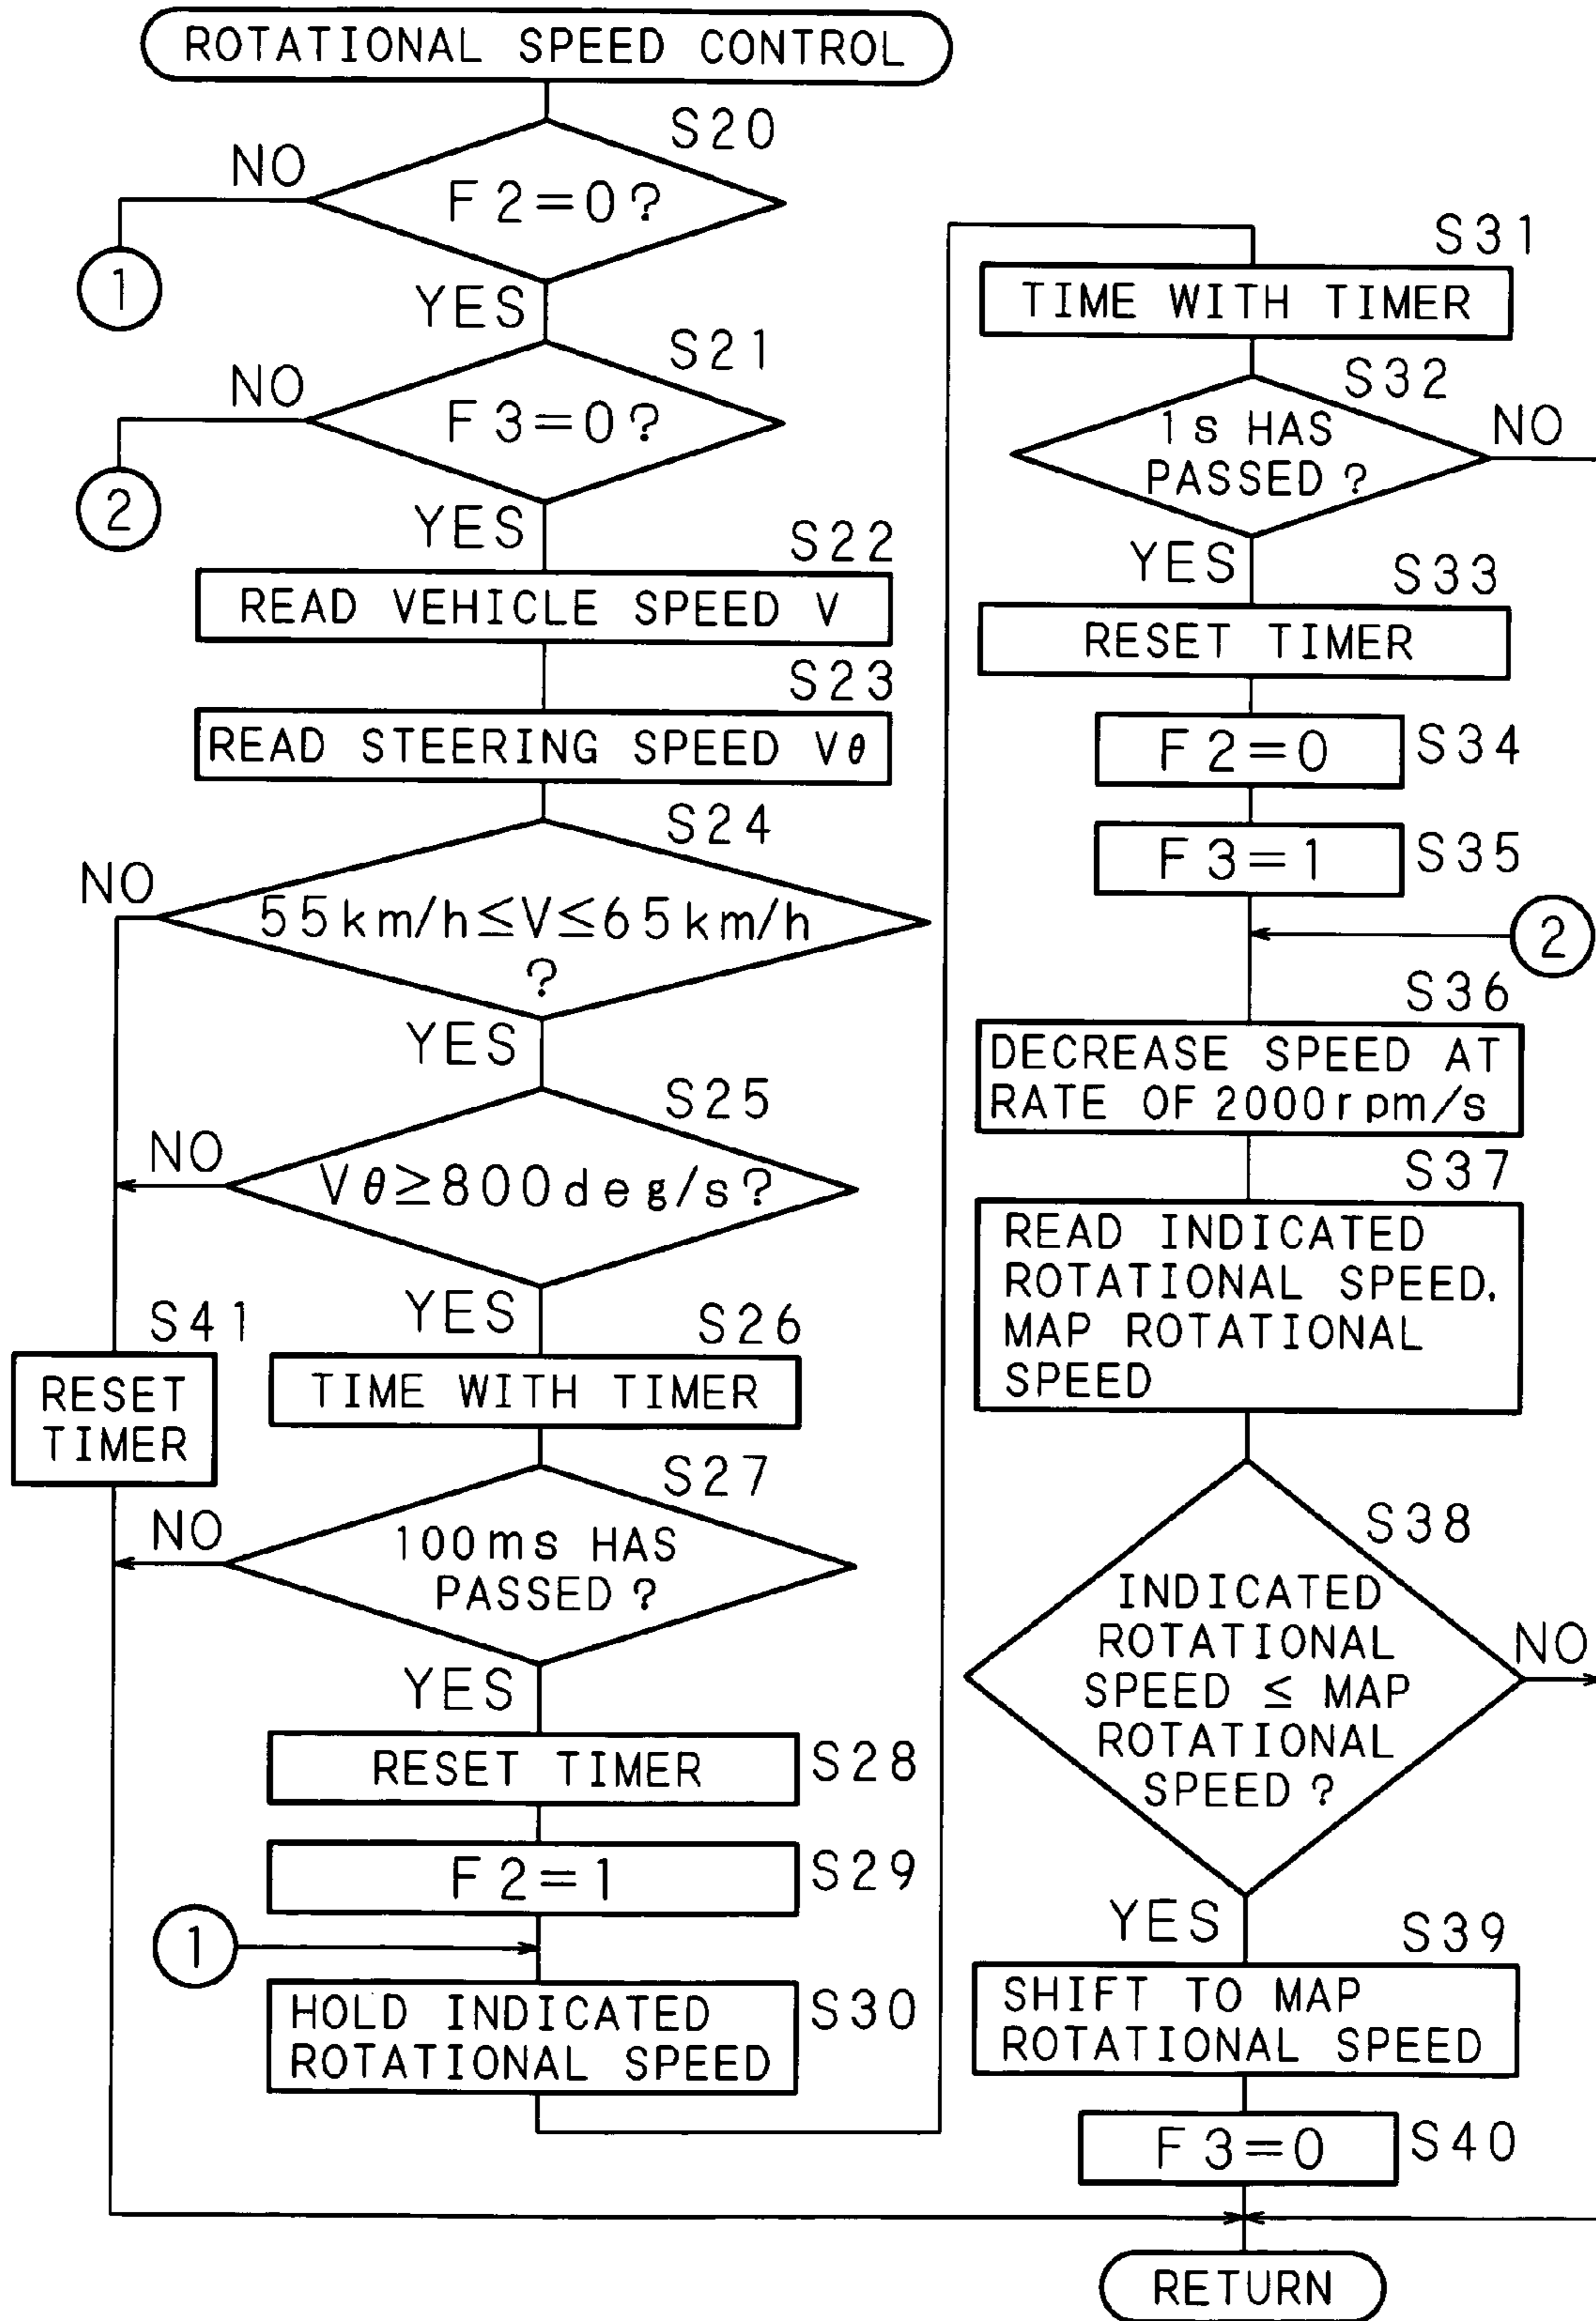 ROTATIONAL SPEED CONTROL
S20
NO
F2=0?
1
YES
S21
NO
F3=0?
2
YES
S22
READ VEHICLE SPEED V
S23
READ STEERING SPEED Vθ
S24
NO
55km/h≤V≤65km/h
?
YES
S25
NO
Vθ≥800deg/s?
YES
S41
RESET
TIMER
S26
TIME WITH TIMER
S27
NO
100ms HAS
PASSED?
YES
RESET TIMER
S28
F2=1
S29
1
HOLD INDICATED
ROTATIONAL SPEED
S30
S31
TIME WITH TIMER
S32
1s HAS
PASSED?
NO
YES
S33
RESET TIMER
F2=0
S34
F3=1
S35
2
S36
DECREASE SPEED AT
RATE OF 2000rpm/s
S37
READ INDICATED
ROTATIONAL SPEED,
MAP ROTATIONAL
SPEED
S38
INDICATED
ROTATIONAL
SPEED ≤ MAP
ROTATIONAL
SPEED?
NO
YES
S39
SHIFT TO MAP
ROTATIONAL SPEED
F3=0
S40
RETURN